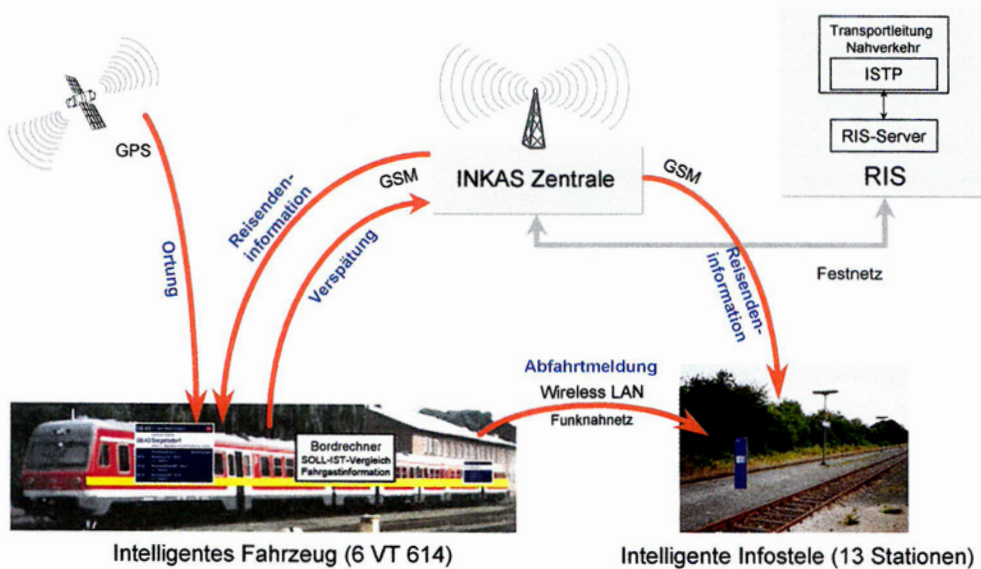 Transportleitung
Nahverkehr
ISTP
RIS-Server
RIS
GPS
GSM
INKAS Zentrale
GSM
Reisenden-
information
Verspätung
Ortung
Reisenden-
information
Festnetz
Abfahrtmeldung
Wireless LAN
Funknahnetz
Bordrechner
SOLL-IST-Vergleich
Fahrgastinformation
Intelligentes Fahrzeug (6 VT 614)
Intelligente Infostele (13 Stationen)